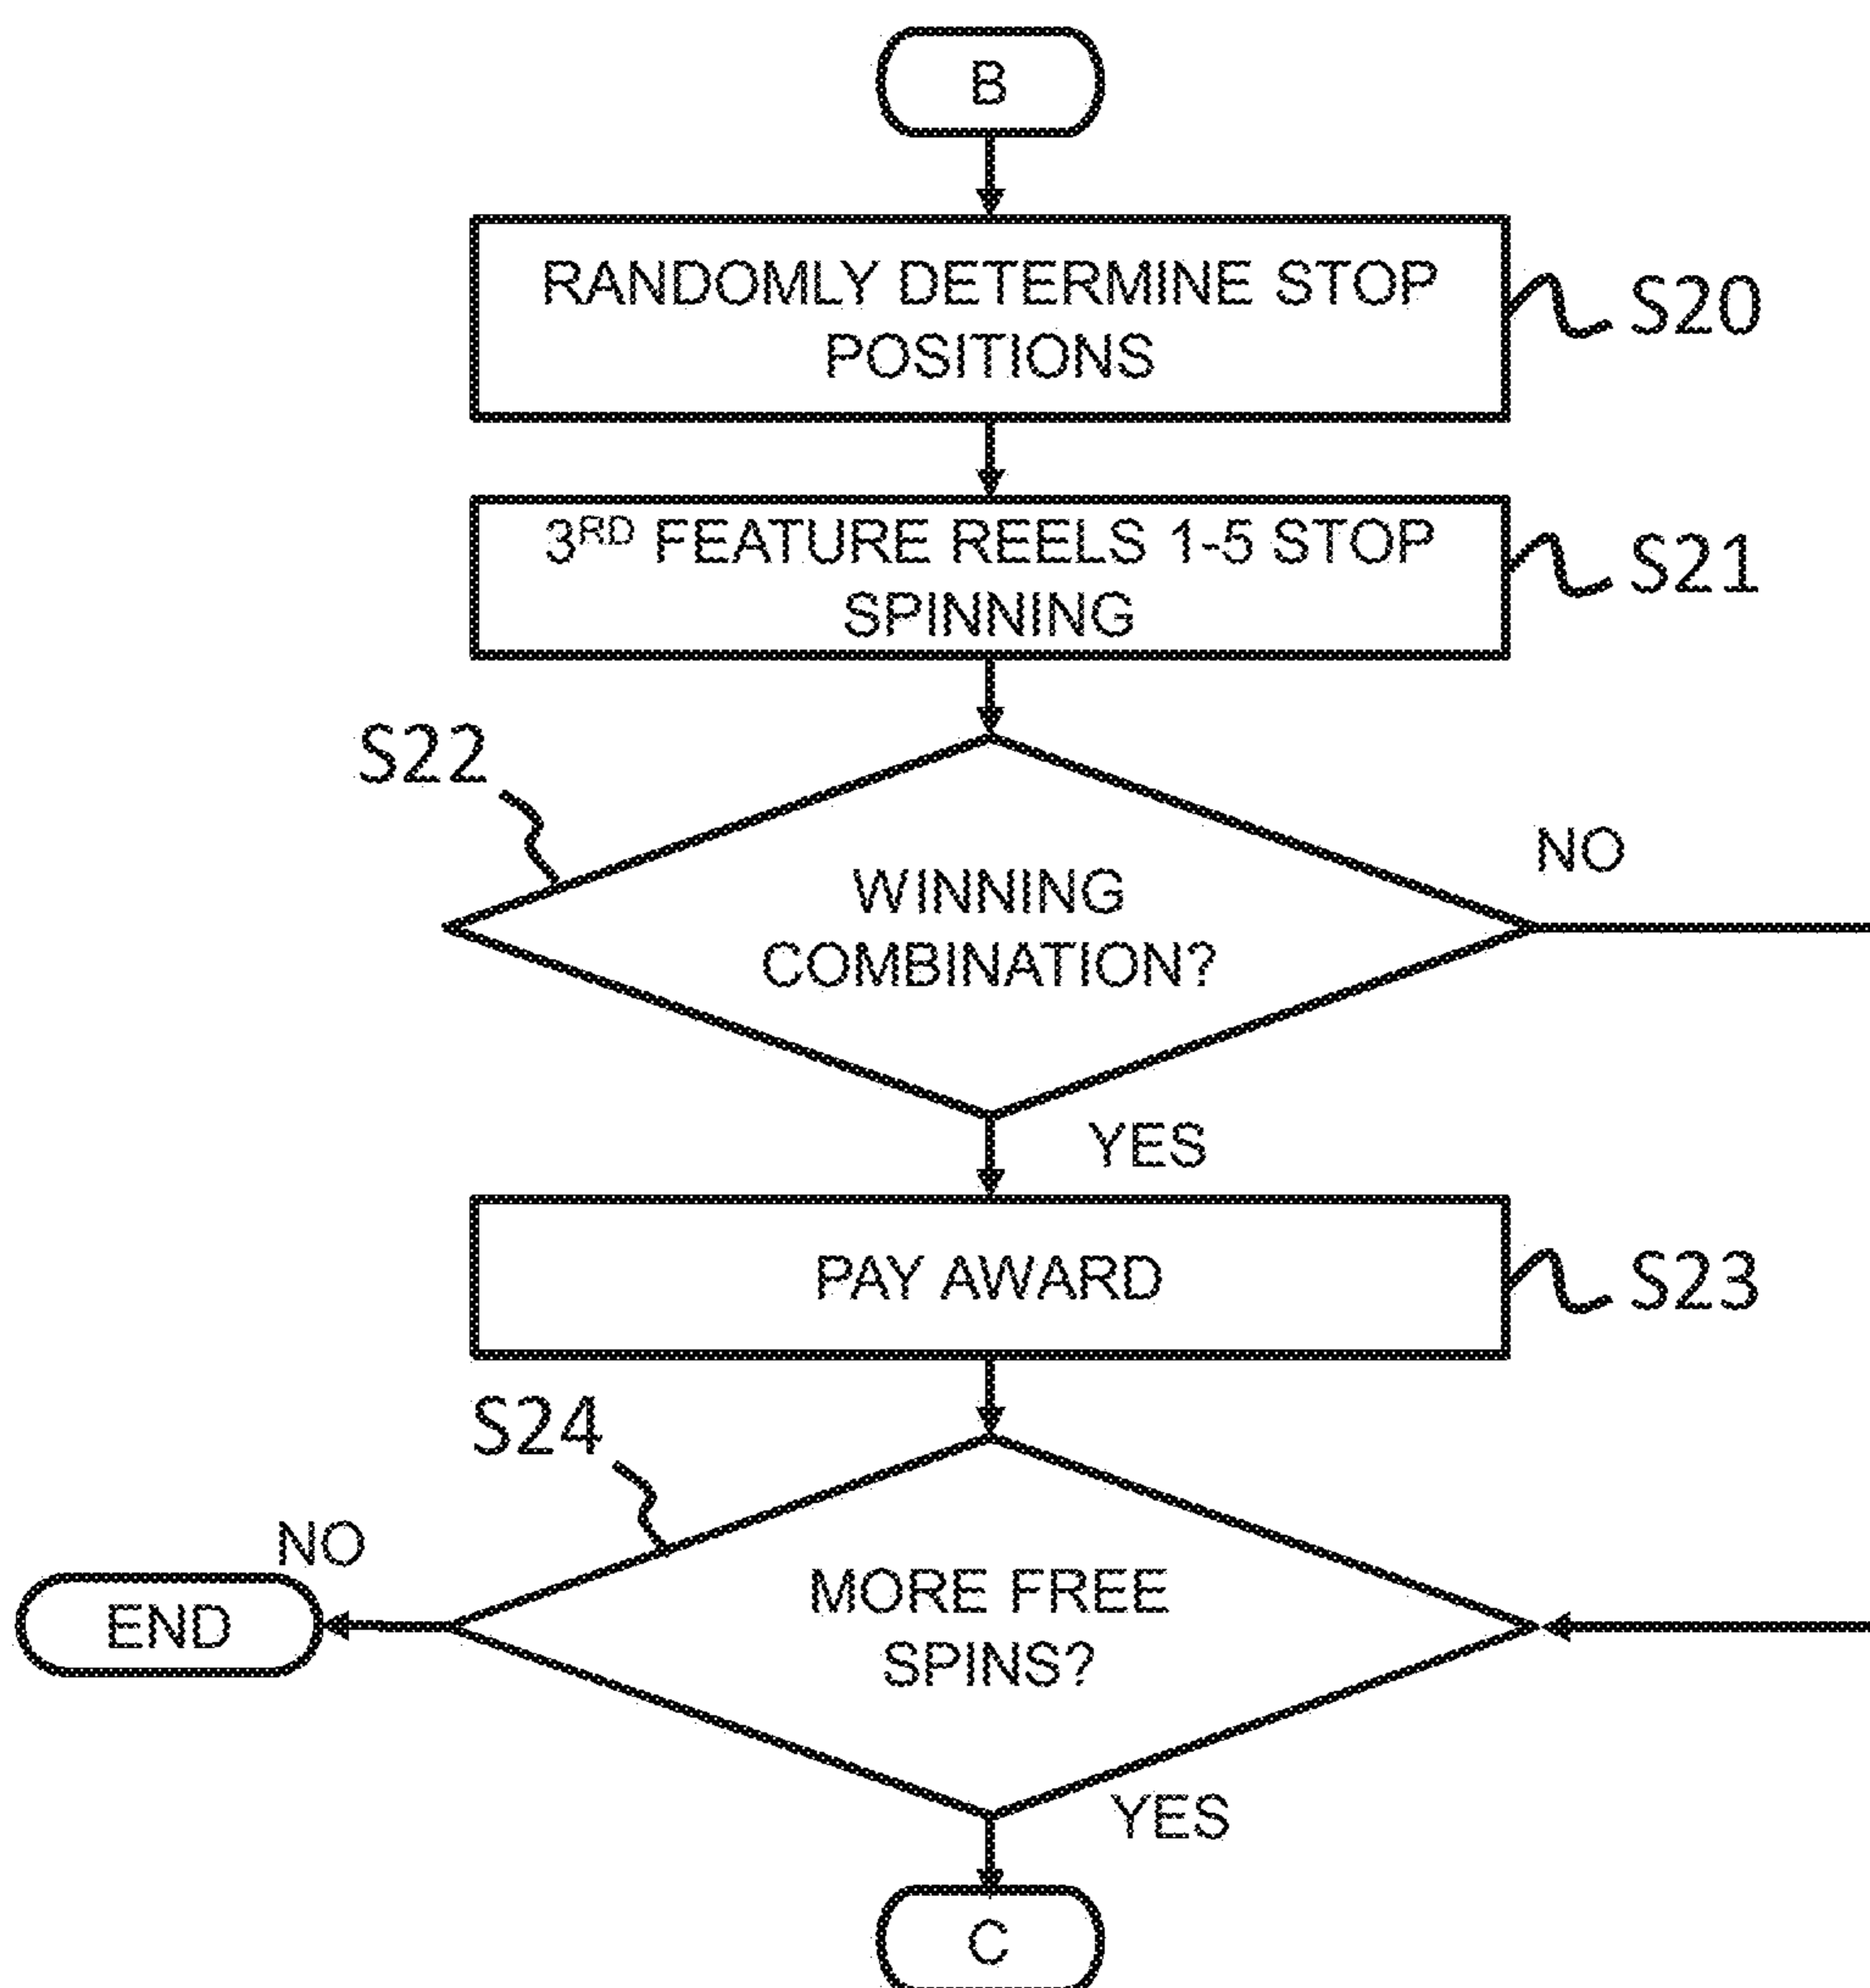 B
RANDOMLY DETERMINE STOP
POSITIONS
S20
3RD FEATURE REELS 1-5 STOP
SPINNING
S21
S22
WINNING
COMBINATION?
NO
YES
PAY AWARD
S23
S24
NO
END
MORE FREE
SPINS?
YES
C